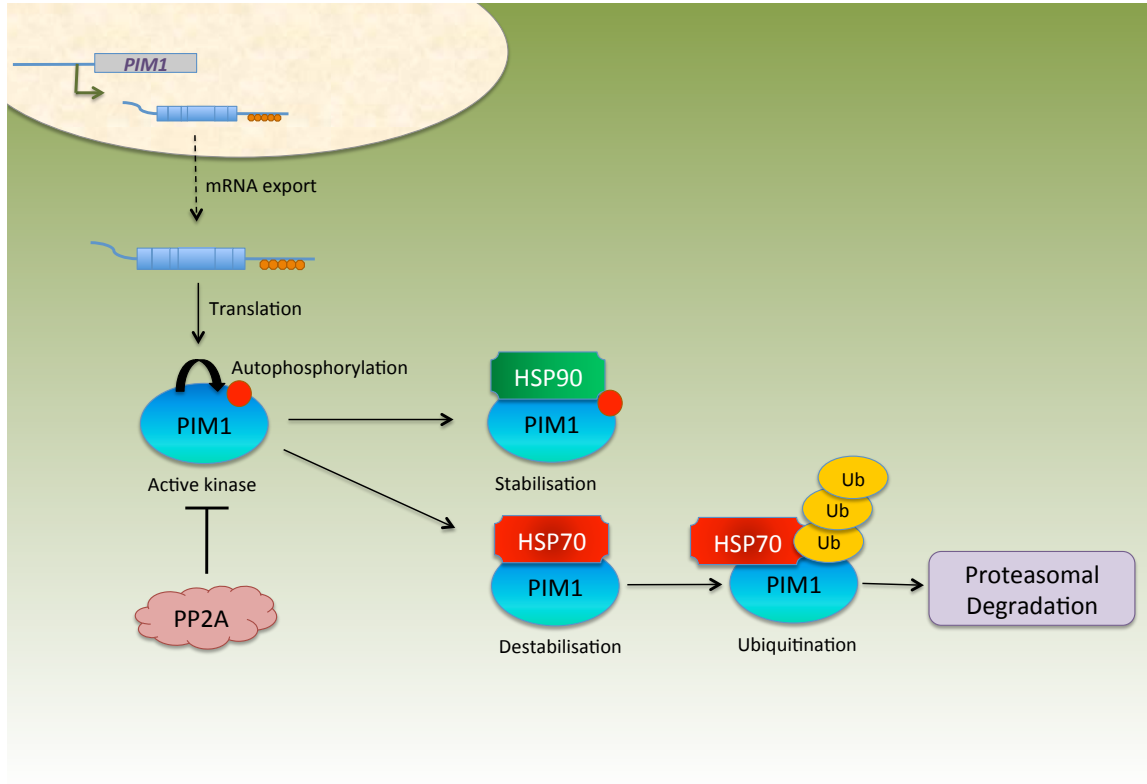 PIM1
mRNA export
Translation
Autophosphorylation
PIM1
Active kinase
PP2A
HSP90
PIM1
Stabilisation
HSP70
PIM1
Destabilisation
Ub
Ub
Ub
HSP70
PIM1
Ubiquitination
Proteasomal
Degradation